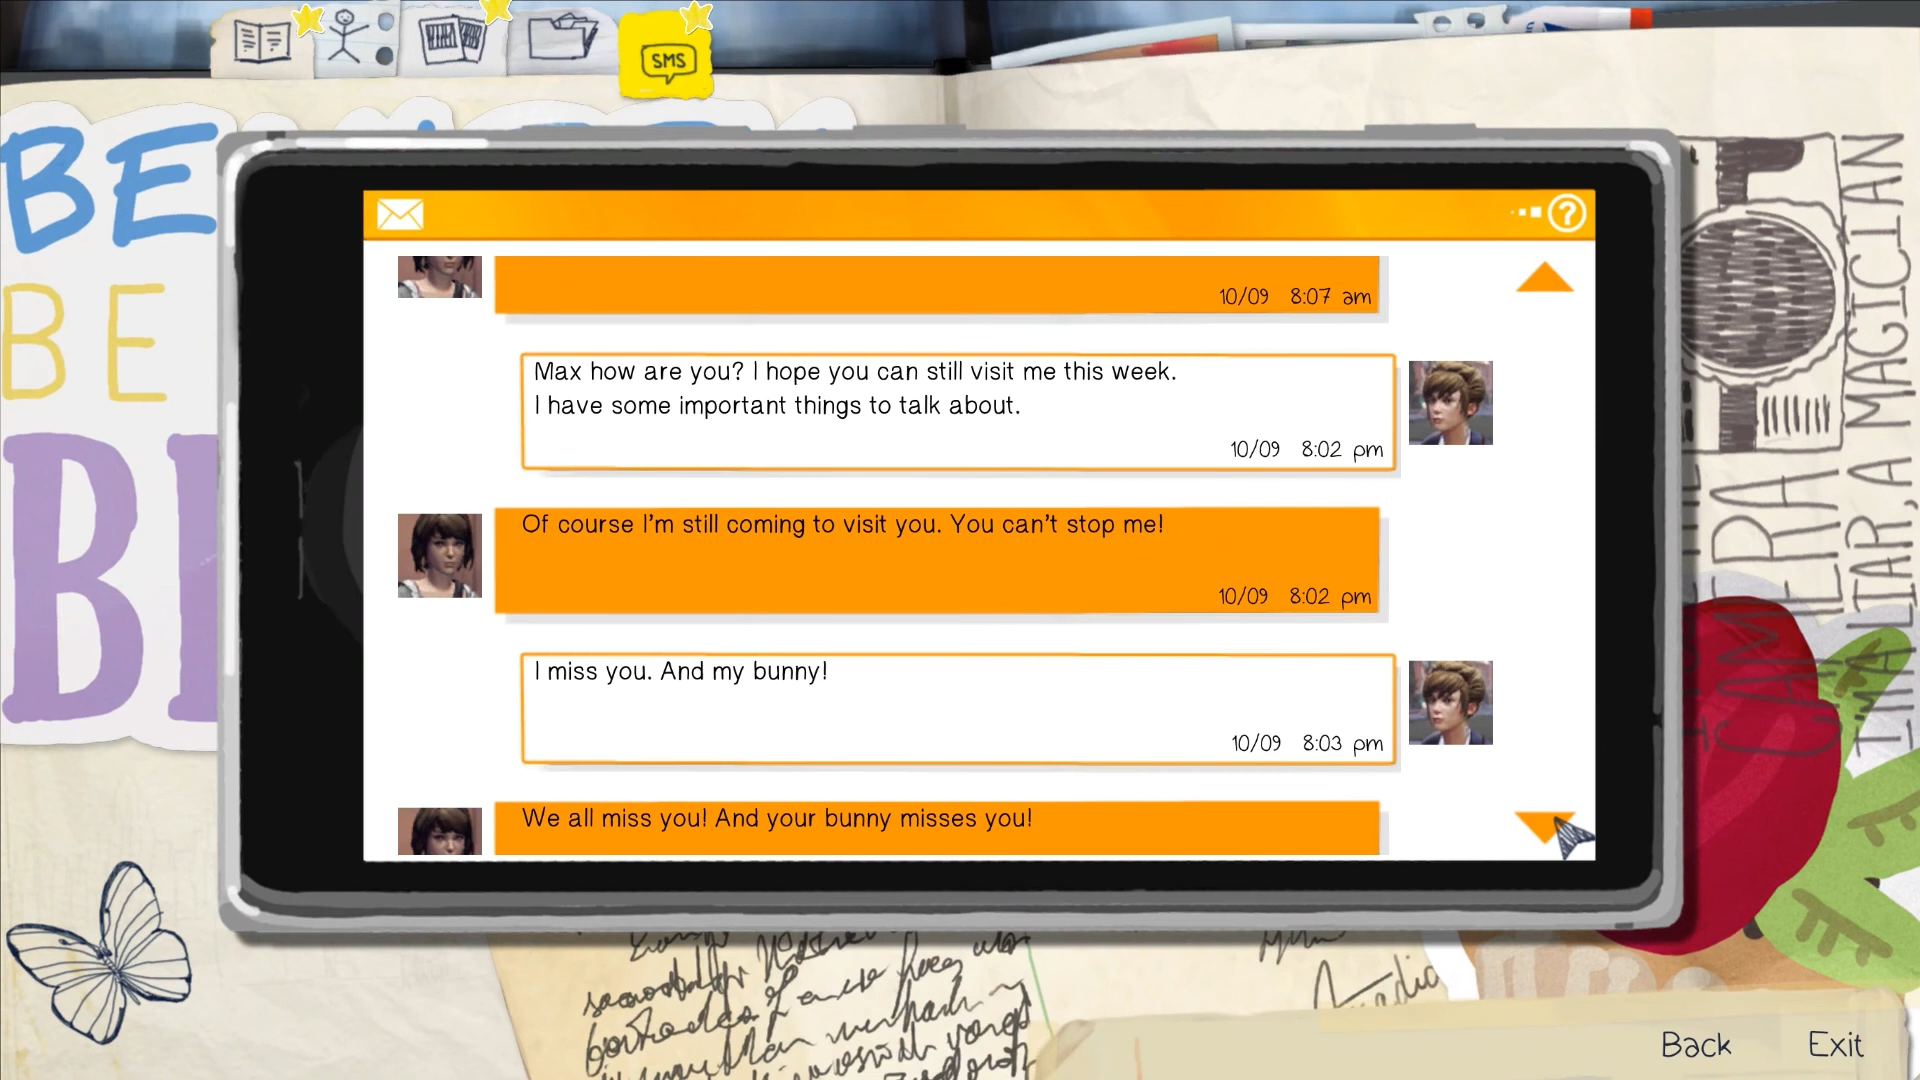 SMS
BE
BE
10/09 8:07 am
Max how are you? I hope you can still visit me this week.
I have some important things to talk about.
10/09 8:02 pm
Of course I'm still coming to visit you. You can't stop me!
10/09 8:02 pm
I miss you. And my bunny!
10/09 8:03 pm
We all miss you! And your bunny misses you!
CAMERA
LIAR, A MAGICIAN
Back Exit